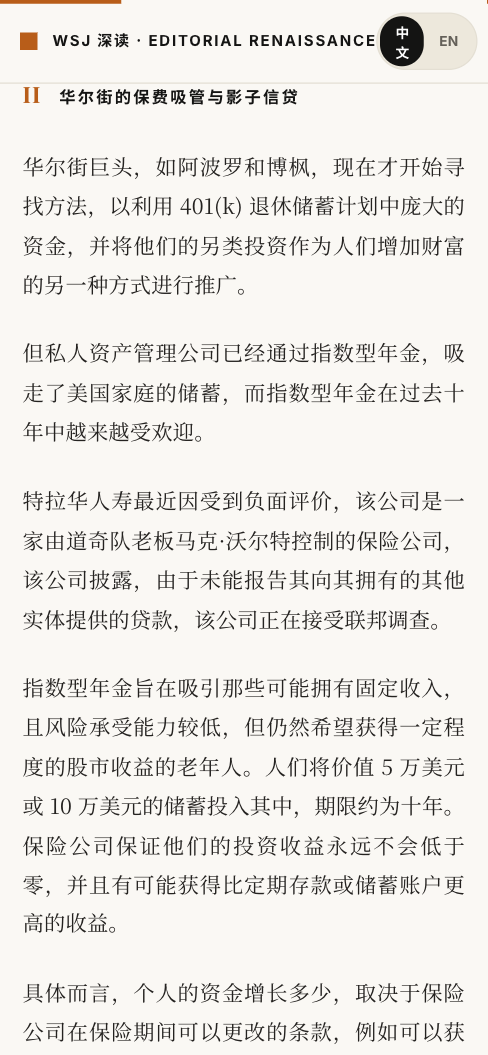 WSJ 深读 · EDITORIAL RENAISSANCE
中
文
EN
II 华尔街的保费吸管与影子信贷
华尔街巨头，如阿波罗和博枫，现在才开始寻
找方法，以利用 401(k) 退休储蓄计划中庞大的
资金，并将他们的另类投资作为人们增加财富
的另一种方式进行推广。
但私人资产管理公司已经通过指数型年金，吸
走了美国家庭的储蓄，而指数型年金在过去十
年中越来越受欢迎。
特拉华人寿最近因受到负面评价，该公司是一
家由道奇队老板马克·沃尔特控制的保险公司，
该公司披露，由于未能报告其向其拥有的其他
实体提供的贷款，该公司正在接受联邦调查。
指数型年金旨在吸引那些可能拥有固定收入，
且风险承受能力较低，但仍然希望获得一定程
度的股市收益的老年人。人们将价值 5 万美元
或 10 万美元的储蓄投入其中，期限约为十年。
保险公司保证他们的投资收益永远不会低于
零，并且有可能获得比定期存款或储蓄账户更
高的收益。
具体而言，个人的资金增长多少，取决于保险
公司在保险期间可以更改的条款，例如可以获